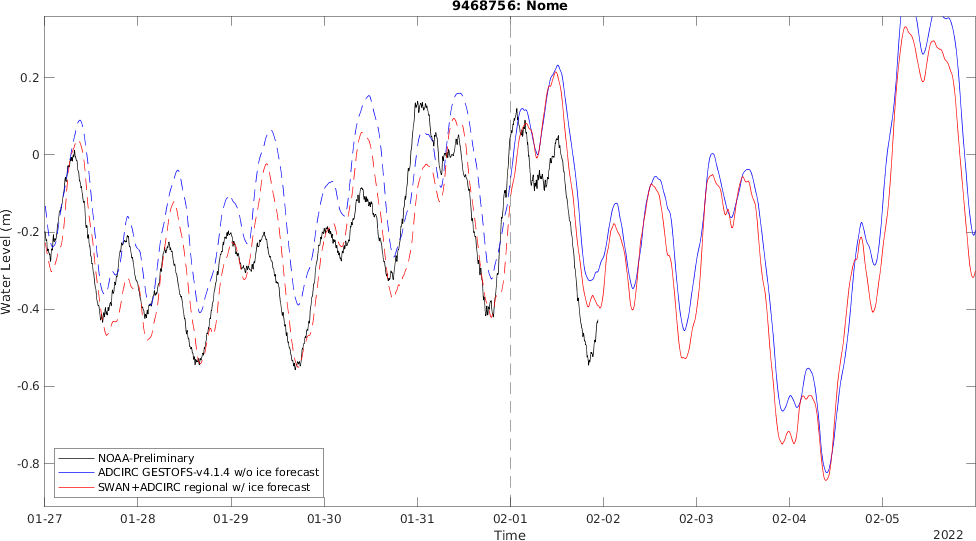 9468756: Nome
0.2
0
-0.2
-0.4
-0.6
-0.8
Water Level (m)
NOAA-Preliminary
ADCIRC GESTOFS-v4.1.4 w/o ice forecast
SWAN+ADCIRC regional w/ ice forecast
01-27 01-28 01-29 01-30 01-31 02-01 02-02 02-03 02-04 02-05
Time
2022